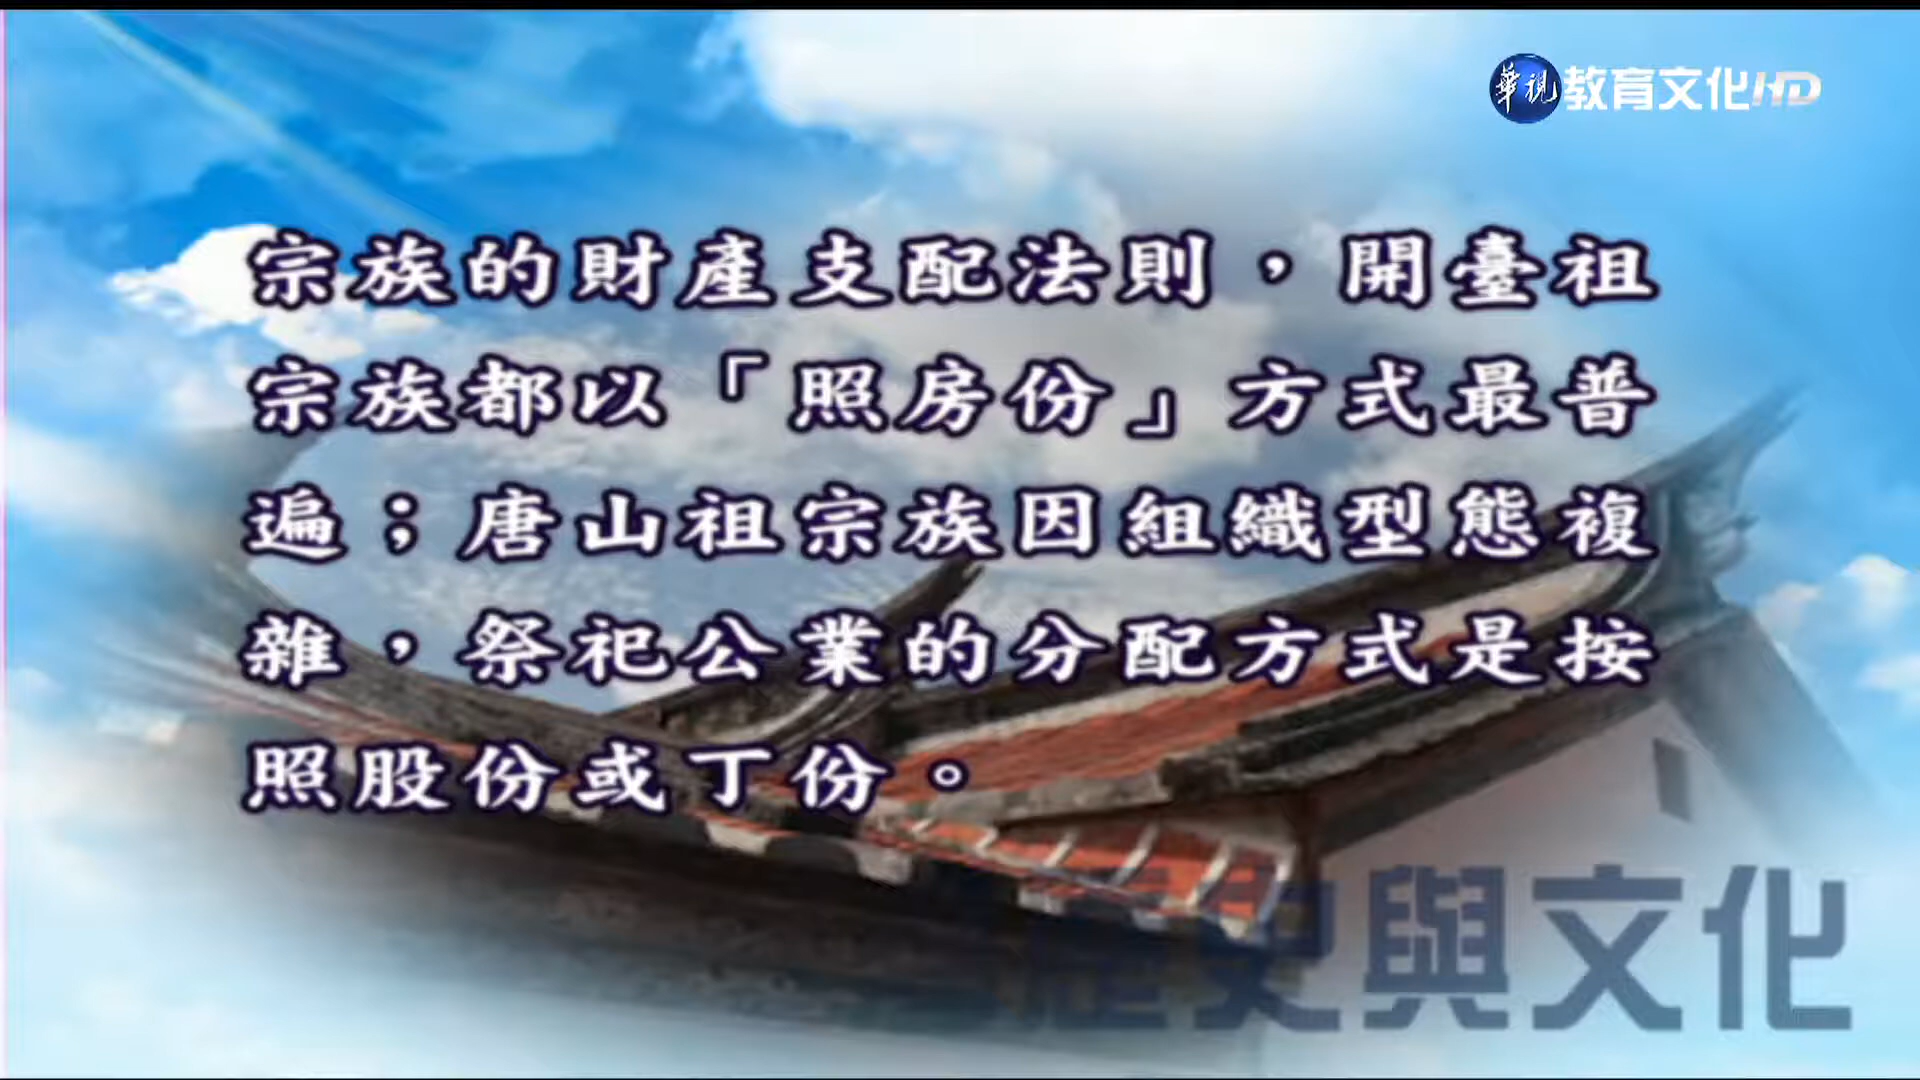 華視 教育文化HD
宗族的財產支配法則，開臺祖
宗族都以「照房份」方式最普
遍；唐山祖宗族因組織型態複
雜，祭祀公業的分配方式是按
照股份或丁份。
歷史與文化